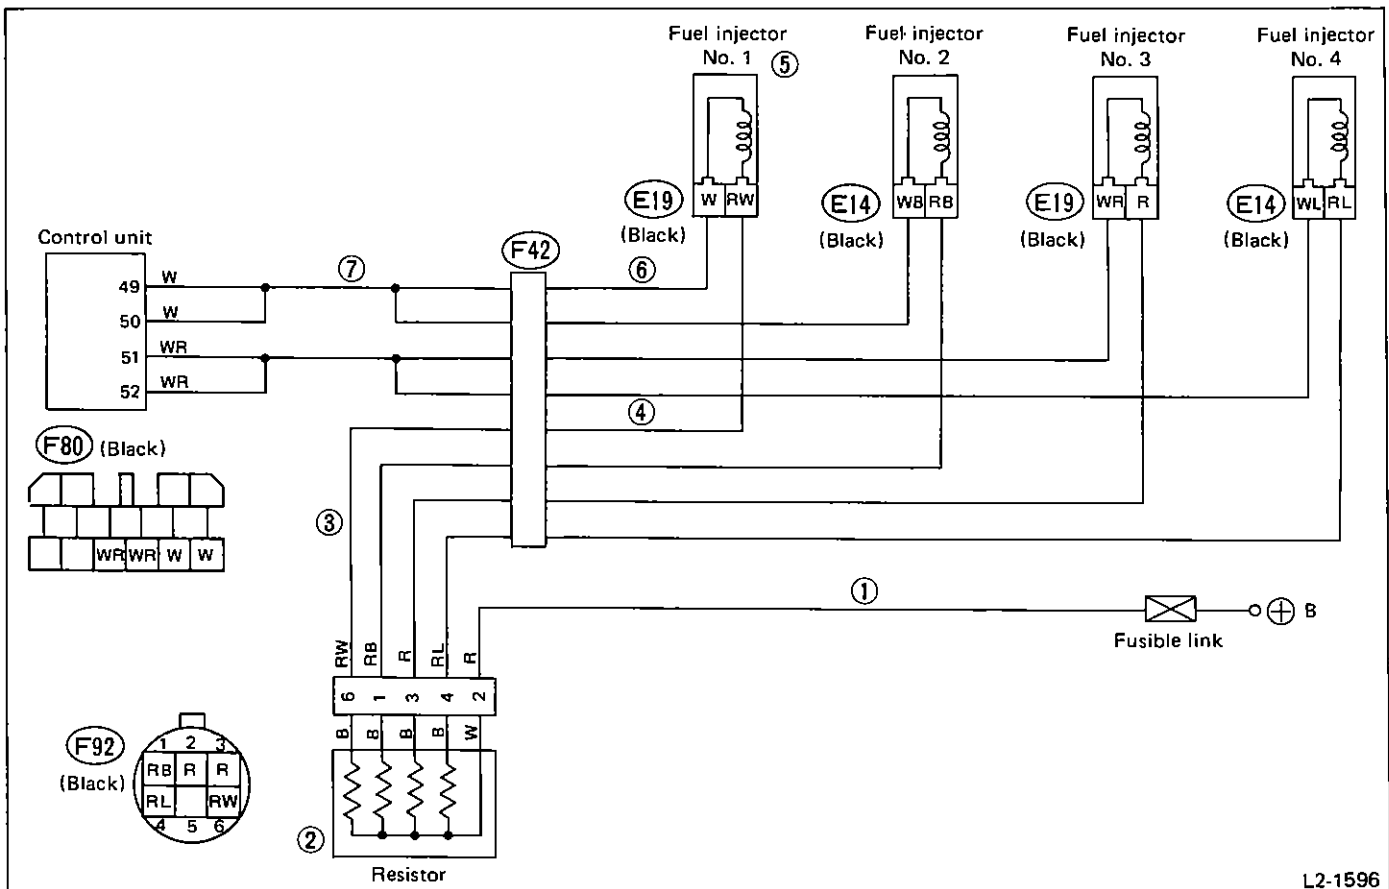 Fuel injector
No. 1 ⑤
Fuel injector
No. 2
Fuel injector
No. 3
Fuel injector
No. 4
E19 W RW
(Black)
E14 WB RB
(Black)
E19 WR R
(Black)
E14 WL RL
(Black)
Control unit
F42
⑦
⑥
49 W
50 W
51 WR
52 WR
④
F80 (Black)
WR WR W W
③
①
⊕ B
Fusible link
RW RB R RL R
6 1 3 4 2
B B B B W
F92
(Black)
1 2 3
RB R R
RL RW
4 5 6
②
Resistor
L2-1596